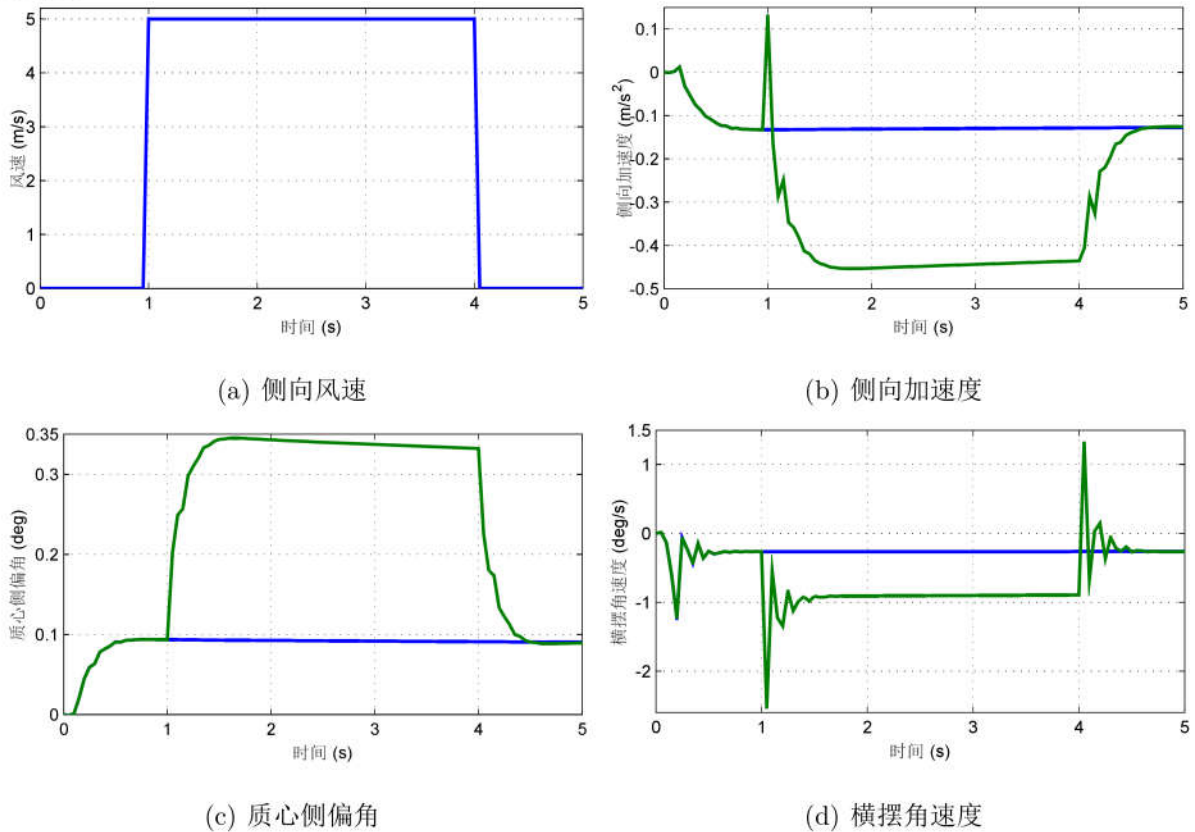 5
4
3
2
1
0
风速 (m/s)
0 1 2 3 4 5
时间 (s)
(a) 侧向风速
0.1
0
-0.1
-0.2
-0.3
-0.4
-0.5
侧向加速度 (m/s²)
0 1 2 3 4 5
时间 (s)
(b) 侧向加速度
0.35
0.3
0.2
0.1
0
质心侧偏角 (deg)
0 1 2 3 4 5
时间 (s)
(c) 质心侧偏角
1.5
1
0
-1
-2
横摆角速度 (deg/s)
0 1 2 3 4 5
时间 (s)
(d) 横摆角速度